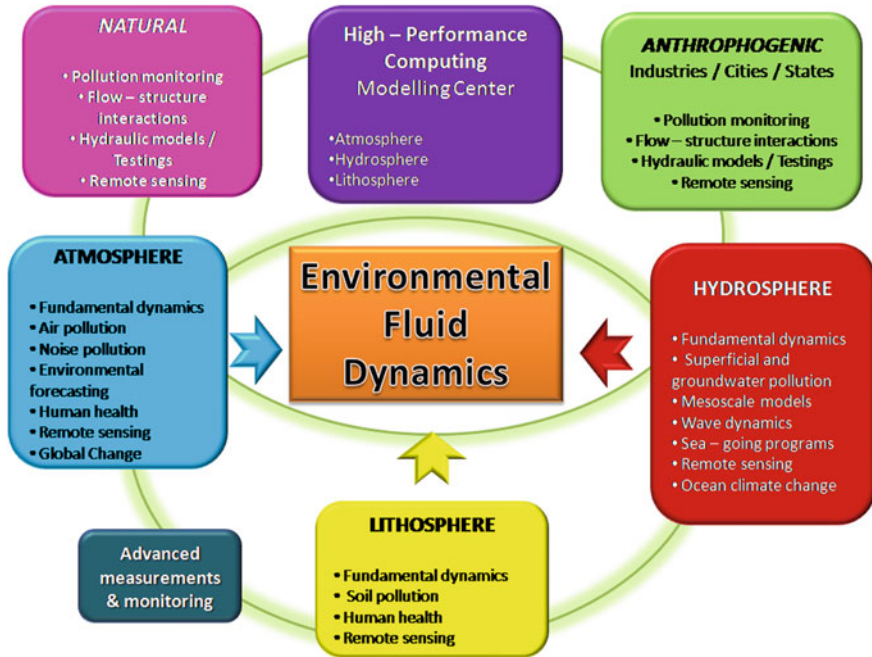 NATURAL
• Pollution monitoring
• Flow – structure
interactions
• Hydraulic models /
Testings
• Remote sensing
High – Performance
Computing
Modelling Center
•Atmosphere
•Hydrosphere
•Lithosphere
ANTHROPHOGENIC
Industries / Cities / States
• Pollution monitoring
• Flow – structure interactions
• Hydraulic models / Testings
• Remote sensing
ATMOSPHERE
• Fundamental dynamics
• Air pollution
• Noise pollution
• Environmental
forecasting
• Human health
• Remote sensing
• Global Change
Environmental
Fluid
Dynamics
HYDROSPHERE
• Fundamental dynamics
• Superficial and
groundwater pollution
• Mesoscale models
• Wave dynamics
• Sea – going programs
• Remote sensing
• Ocean climate change
Advanced
measurements
& monitoring
LITHOSPHERE
• Fundamental dynamics
• Soil pollution
• Human health
• Remote sensing